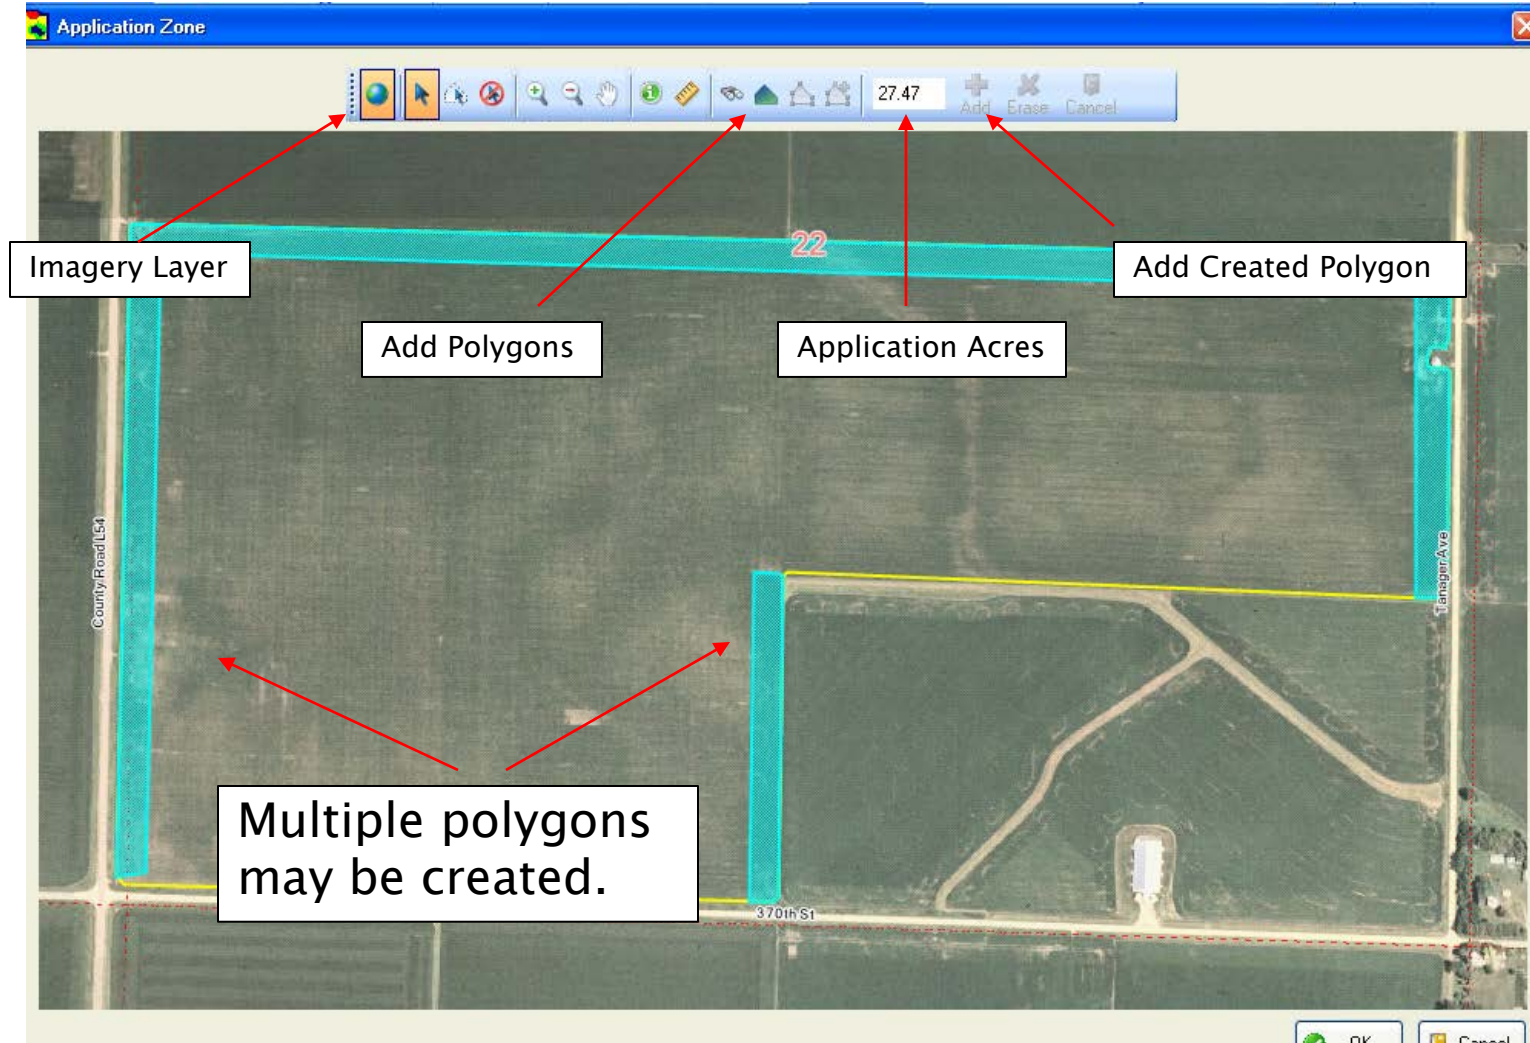 Application Zone
27.47
Add Erase Cancel
22
Imagery Layer
Add Created Polygon
Add Polygons
Application Acres
County Road L54
Tanager Ave
Multiple polygons
may be created.
370th St
OK
Cancel